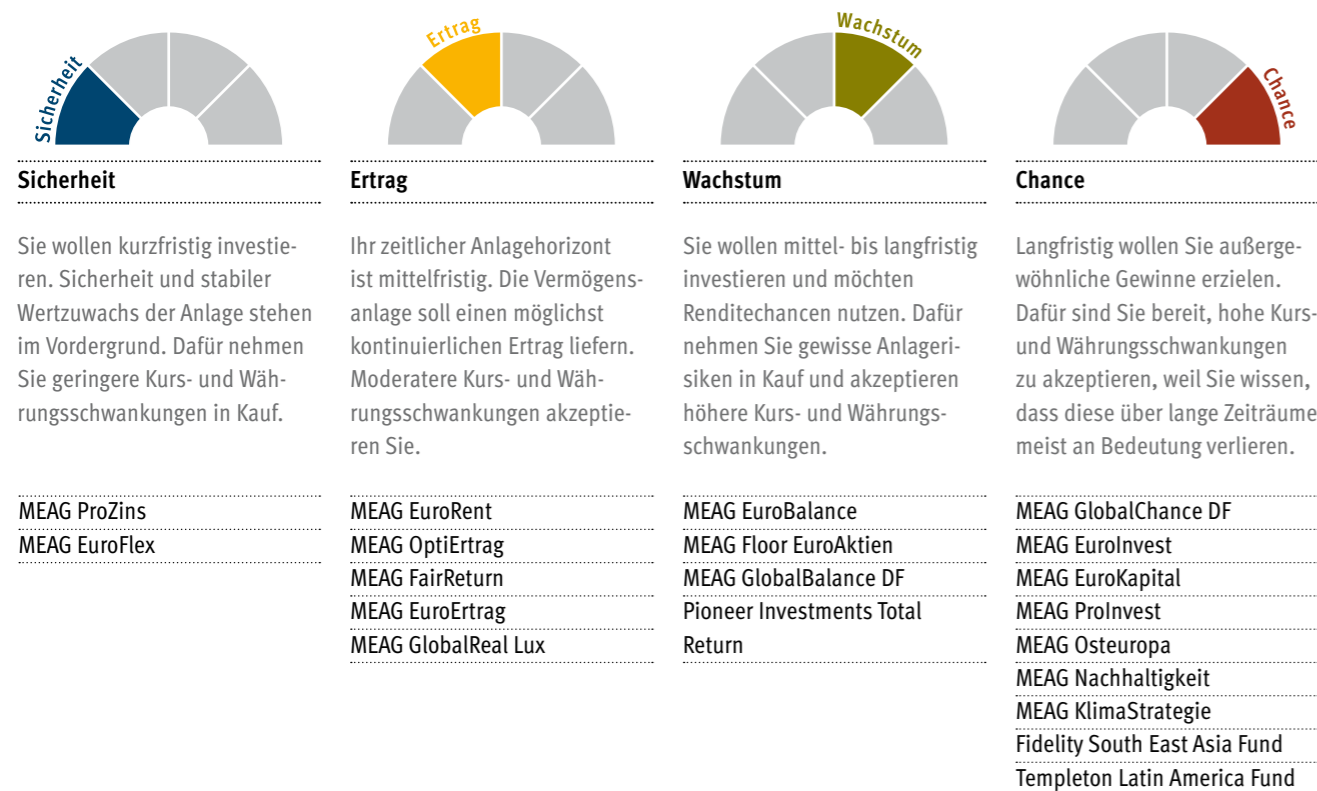 Sicherheit
Ertrag
Wachstum
Chance
Sicherheit
Sie wollen kurzfristig investie-
ren. Sicherheit und stabiler
Wertzuwachs der Anlage stehen
im Vordergrund. Dafür nehmen
Sie geringere Kurs- und Wäh-
rungsschwankungen in Kauf.
MEAG ProZins
MEAG EuroFlex
Ertrag
Ihr zeitlicher Anlagehorizont
ist mittelfristig. Die Vermögens-
anlage soll einen möglichst
kontinuierlichen Ertrag liefern.
Moderatere Kurs- und Wäh-
rungsschwankungen akzeptie-
ren Sie.
MEAG EuroRent
MEAG OptiErtrag
MEAG FairReturn
MEAG EuroErtrag
MEAG GlobalReal Lux
Wachstum
Sie wollen mittel- bis langfristig
investieren und möchten
Renditechancen nutzen. Dafür
nehmen Sie gewisse Anlageri-
siken in Kauf und akzeptieren
höhere Kurs- und Währungs-
schwankungen.
MEAG EuroBalance
MEAG Floor EuroAktien
MEAG GlobalBalance DF
Pioneer Investments Total
Return
Chance
Langfristig wollen Sie außerge-
wöhnliche Gewinne erzielen.
Dafür sind Sie bereit, hohe Kurs-
und Währungsschwankungen
zu akzeptieren, weil Sie wissen,
dass diese über lange Zeiträume
meist an Bedeutung verlieren.
MEAG GlobalChance DF
MEAG EuroInvest
MEAG EuroKapital
MEAG ProInvest
MEAG Osteuropa
MEAG Nachhaltigkeit
MEAG KlimaStrategie
Fidelity South East Asia Fund
Templeton Latin America Fund